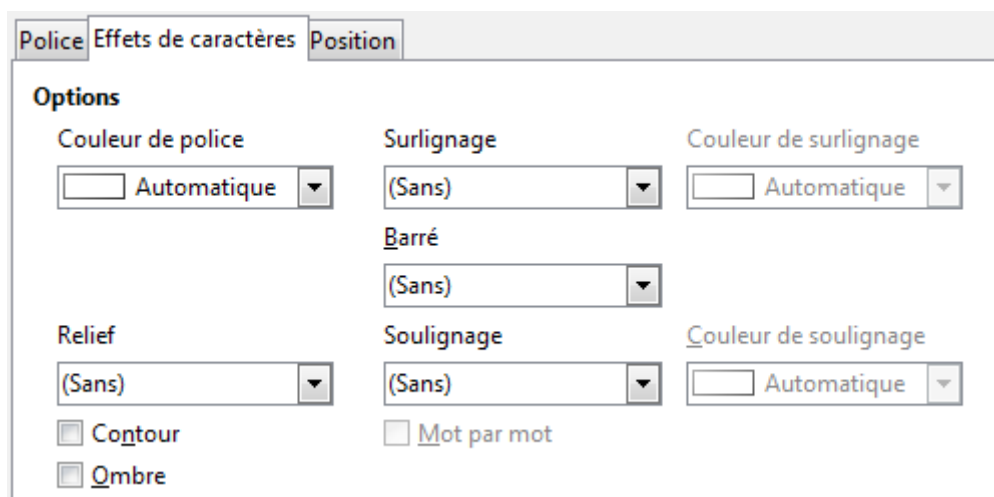 Police Effets de caractères Position
Options
Couleur de police Surlignage Couleur de surlignage
Automatique (Sans) Automatique
Barré
(Sans)
Relief Soulignage Couleur de soulignage
(Sans) (Sans) Automatique
Contour Mot par mot
Ombre